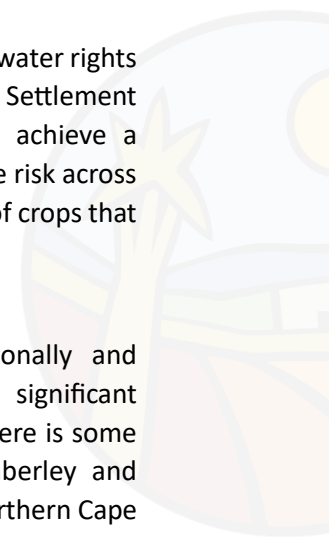 water rights
Settlement
achieve a
e risk across
of crops that
onally and
significant
ere is some
berley and
rthern Cape